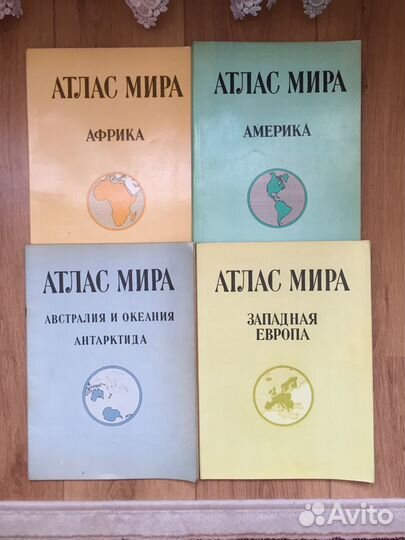 АТЛАС МИРА
АФРИКА
АТЛАС МИРА
АМЕРИКА
АТЛАС МИРА
АВСТРАЛИЯ И ОКЕАНИЯ
АНТАРКТИДА
АТЛАС МИРА
ЗАПАДНАЯ
ЕВРОПА
Avito